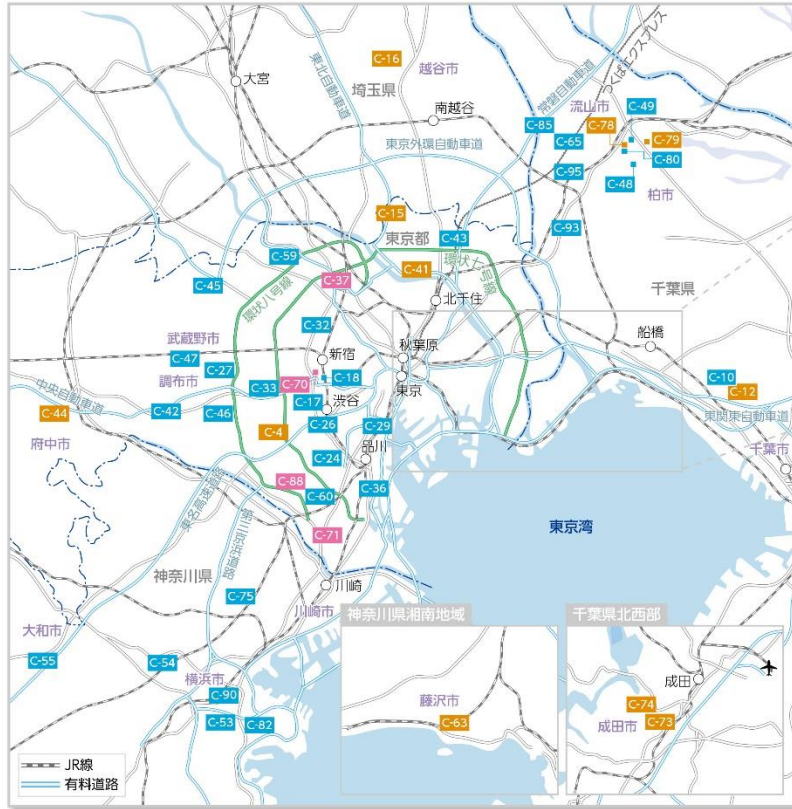 C-16
越谷市
埼玉県
大宮
東北自動車道
南越谷
常磐自動車道
つくばエクスプレス
流山市
C-49
C-85
C-78
C-65
C-79
C-80
C-95
C-48
柏市
東京外環自動車道
C-15
東京都
C-43
C-93
C-59
C-41
環状七号線
C-37
C-45
環状八号線
北千住
千葉県
C-32
武蔵野市
新宿
秋葉原
船橋
C-47
C-27
調布市
C-70
C-18
東京
C-10
C-33
C-12
中央自動車道
C-17
渋谷
C-44
C-42
C-46
C-26
C-29
東関東自動車道
府中市
C-4
品川
千葉市
C-24
東名高速道路
C-88
C-60
C-36
第三京浜道路
C-71
東京湾
神奈川県
川崎
C-75
川崎市
神奈川県湘南地域
千葉県北西部
大和市
C-55
C-54
横浜市
成田
C-90
藤沢市
C-74
C-53
C-82
C-63
成田市
C-73
JR線
有料道路